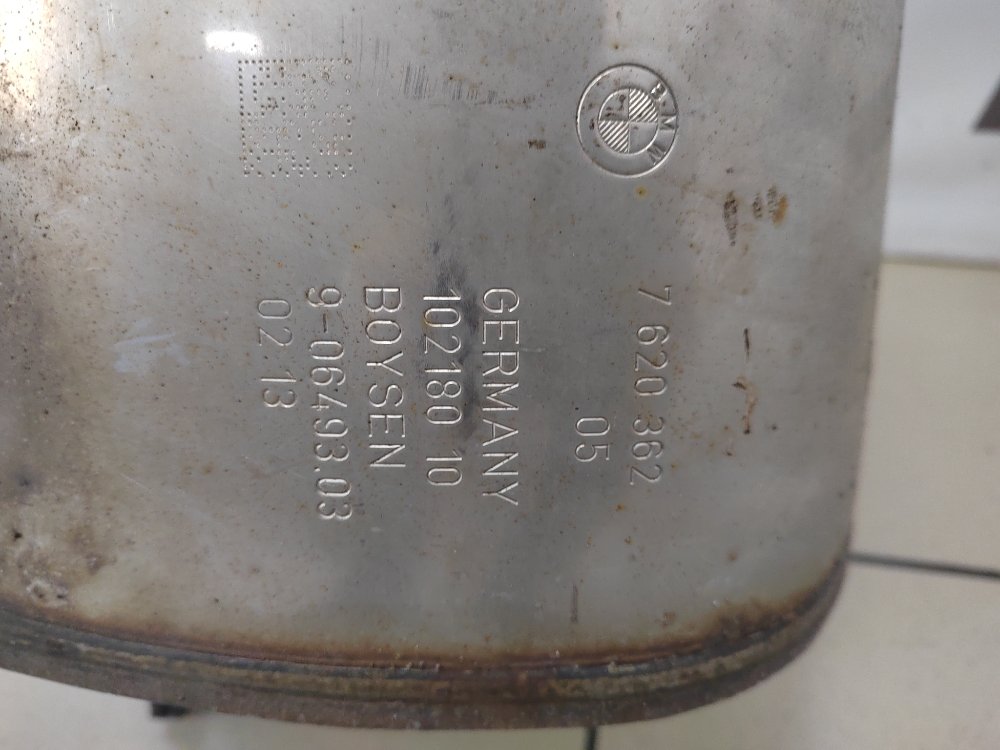 BMW
7 620 362
05
GERMANY
102180 10
BOYSEN
9-06493.03
02 13